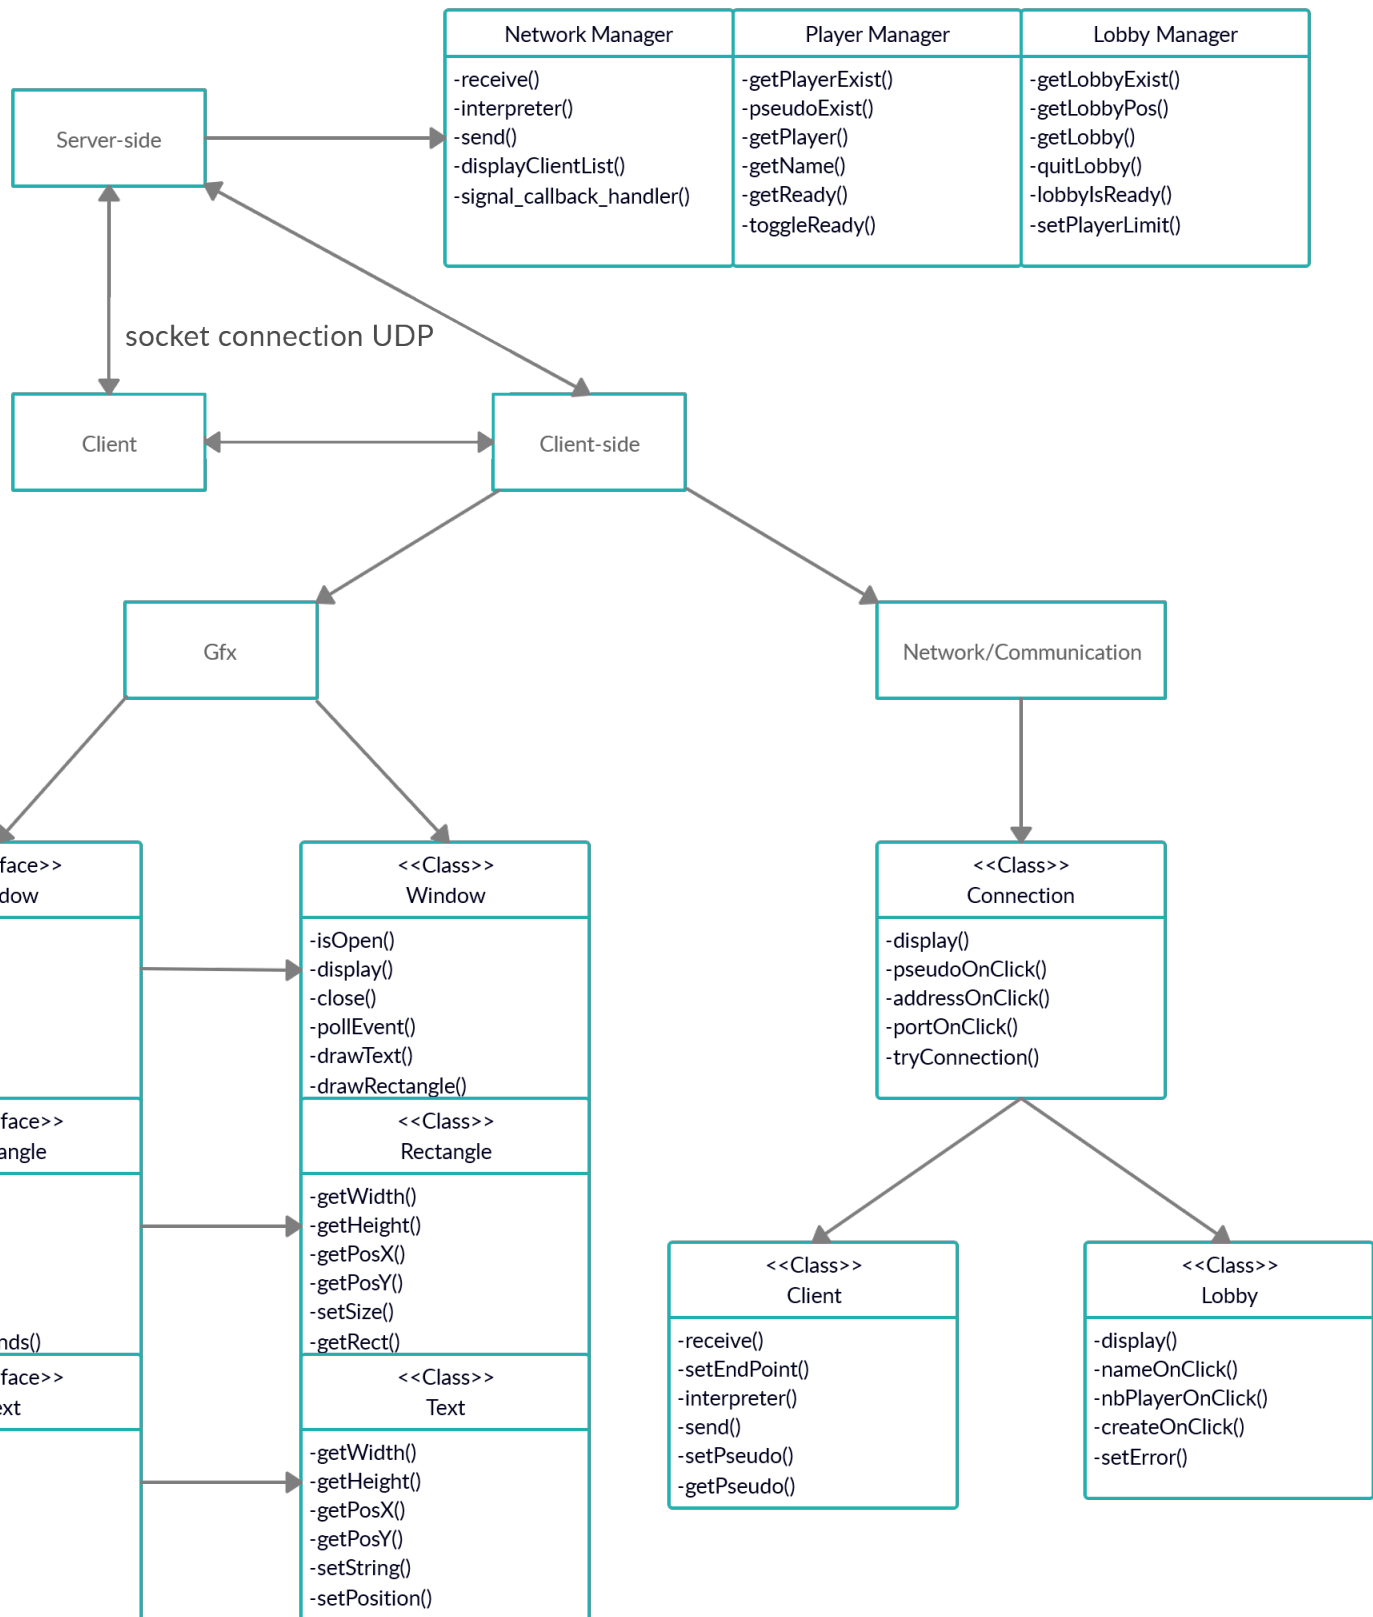 Network Manager
-receive()
-interpreter()
-send()
-displayClientList()
-signal_callback_handler()
Player Manager
-getPlayerExist()
-pseudoExist()
-getPlayer()
-getName()
-getReady()
-toggleReady()
Lobby Manager
-getLobbyExist()
-getLobbyPos()
-getLobby()
-quitLobby()
-lobbyIsReady()
-setPlayerLimit()
Server-side
socket connection UDP
Client
Client-side
Gfx
Network/Communication
face>>
dow
<<Class>>
Window
-isOpen()
-display()
-close()
-pollEvent()
-drawText()
-drawRectangle()
<<Class>>
Connection
-display()
-pseudoOnClick()
-addressOnClick()
-portOnClick()
-tryConnection()
face>>
angle
nds()
<<Class>>
Rectangle
-getWidth()
-getHeight()
-getPosX()
-getPosY()
-setSize()
-getRect()
face>>
ext
<<Class>>
Text
-getWidth()
-getHeight()
-getPosX()
-getPosY()
-setString()
-setPosition()
<<Class>>
Client
-receive()
-setEndPoint()
-interpreter()
-send()
-setPseudo()
-getPseudo()
<<Class>>
Lobby
-display()
-nameOnClick()
-nbPlayerOnClick()
-createOnClick()
-setError()